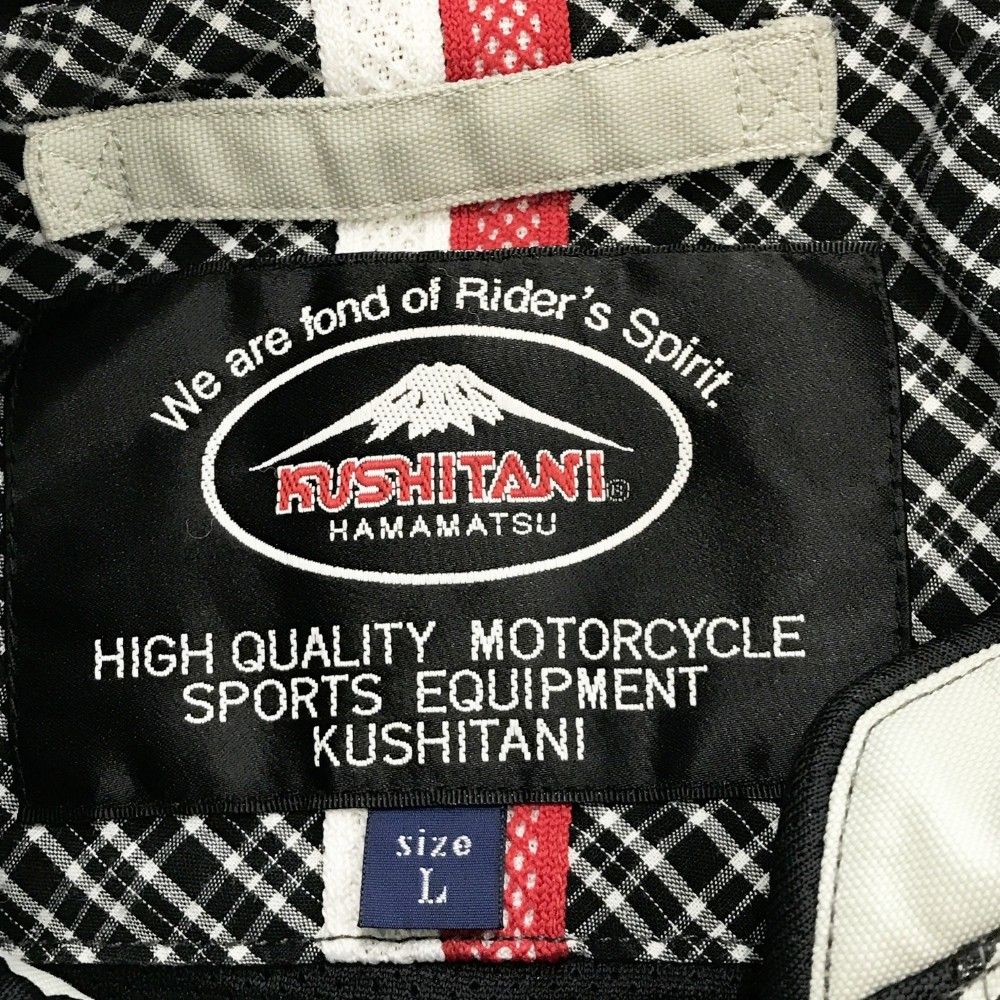 We are fond of Rider's Spirit.
KUSHITANI®
HAMAMATSU
HIGH QUALITY MOTORCYCLE
SPORTS EQUIPMENT
KUSHITANI
size
L